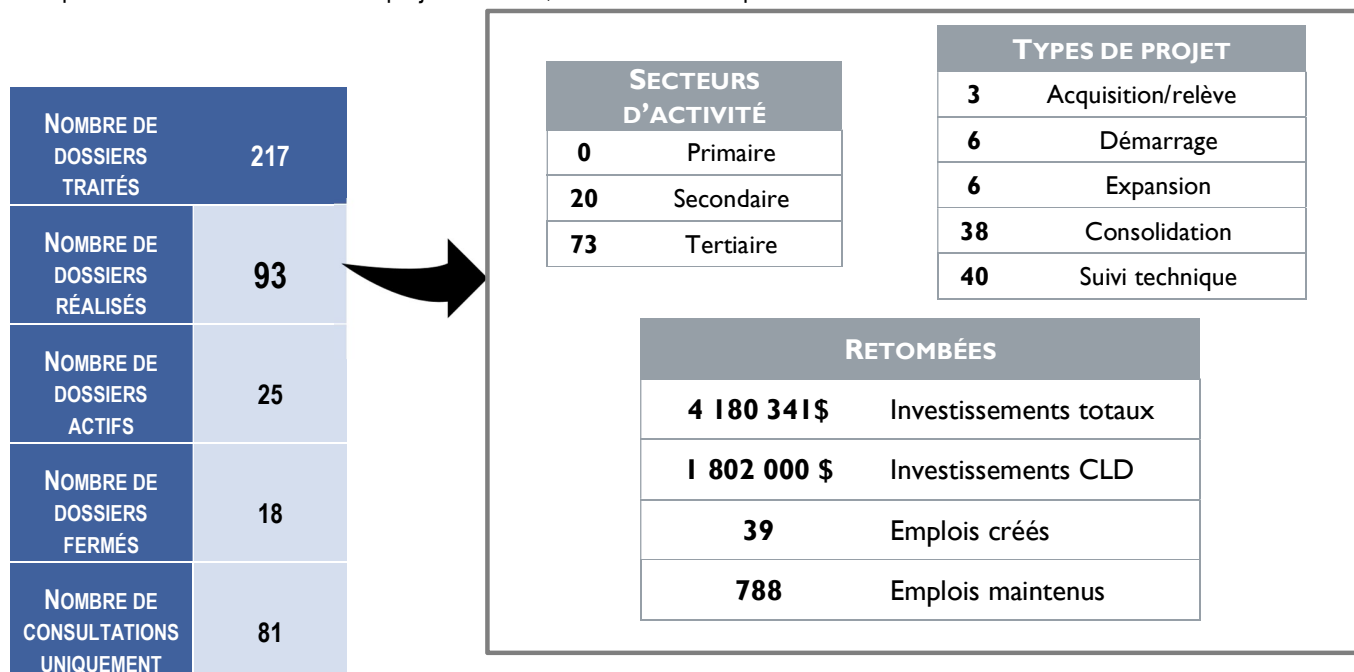 NOMBRE DE
DOSSIERS
TRAITÉS
217
NOMBRE DE
DOSSIERS
RÉALISÉS
93
NOMBRE DE
DOSSIERS
ACTIFS
25
NOMBRE DE
DOSSIERS
FERMÉS
18
NOMBRE DE
CONSULTATIONS
UNIQUEMENT
81
SECTEURS
D'ACTIVITÉ
0 Primaire
20 Secondaire
73 Tertiaire
TYPES DE PROJET
3 Acquisition/relève
6 Démarrage
6 Expansion
38 Consolidation
40 Suivi technique
RETOMBÉES
4 180 341$ Investissements totaux
1 802 000 $ Investissements CLD
39 Emplois créés
788 Emplois maintenus